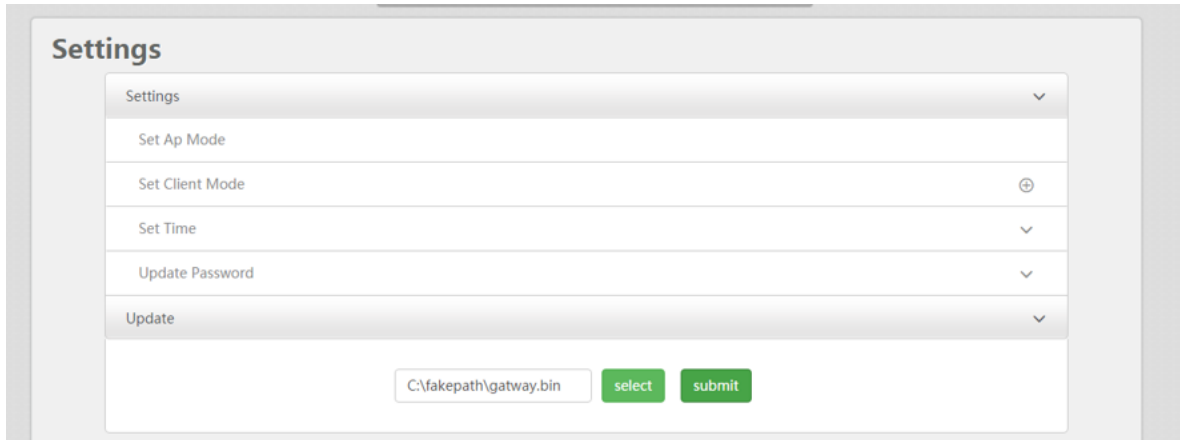 Settings
Settings
Set Ap Mode
Set Client Mode
Set Time
Update Password
Update
C:\fakepath\gatway.bin select submit